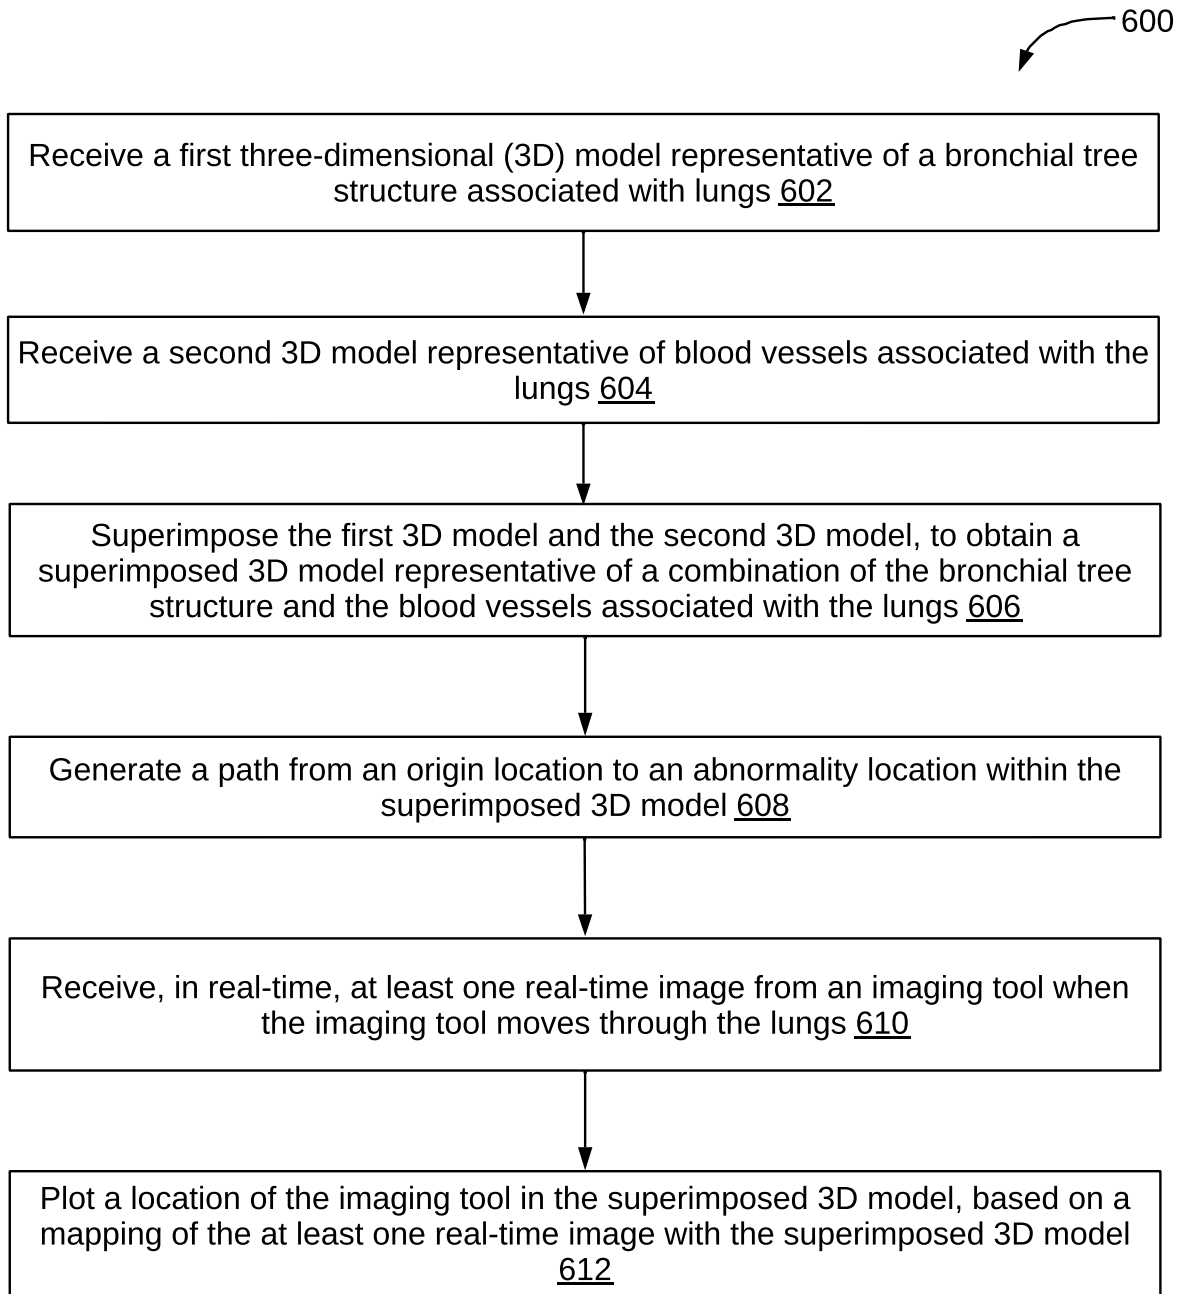 600
Receive a first three-dimensional (3D) model representative of a bronchial tree
structure associated with lungs 602
Receive a second 3D model representative of blood vessels associated with the
lungs 604
Superimpose the first 3D model and the second 3D model, to obtain a
superimposed 3D model representative of a combination of the bronchial tree
structure and the blood vessels associated with the lungs 606
Generate a path from an origin location to an abnormality location within the
superimposed 3D model 608
Receive, in real-time, at least one real-time image from an imaging tool when
the imaging tool moves through the lungs 610
Plot a location of the imaging tool in the superimposed 3D model, based on a
mapping of the at least one real-time image with the superimposed 3D model
612